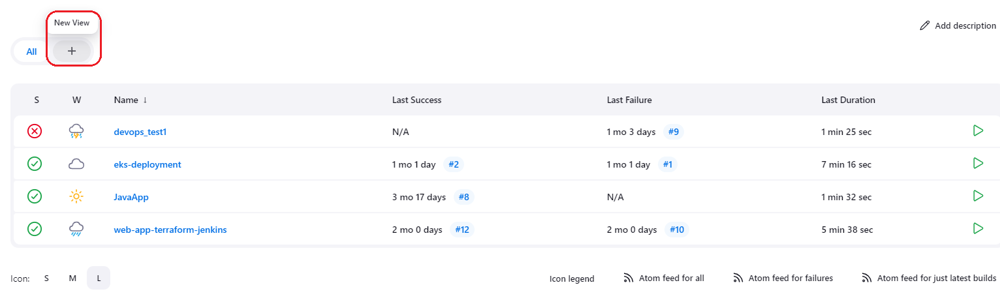 New View
Add description
All +
S W Name ↓ Last Success Last Failure Last Duration
devops_test1 N/A 1 mo 3 days #9 1 min 25 sec
eks-deployment 1 mo 1 day #2 1 mo 1 day #1 7 min 16 sec
JavaApp 3 mo 17 days #8 N/A 1 min 32 sec
web-app-terraform-jenkins 2 mo 0 days #12 2 mo 0 days #10 5 min 38 sec
Icon: S M L Icon legend Atom feed for all Atom feed for failures Atom feed for just latest builds